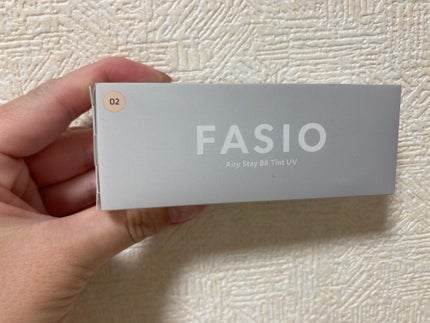 02
FASIO
Airy Stay BB Tint UV